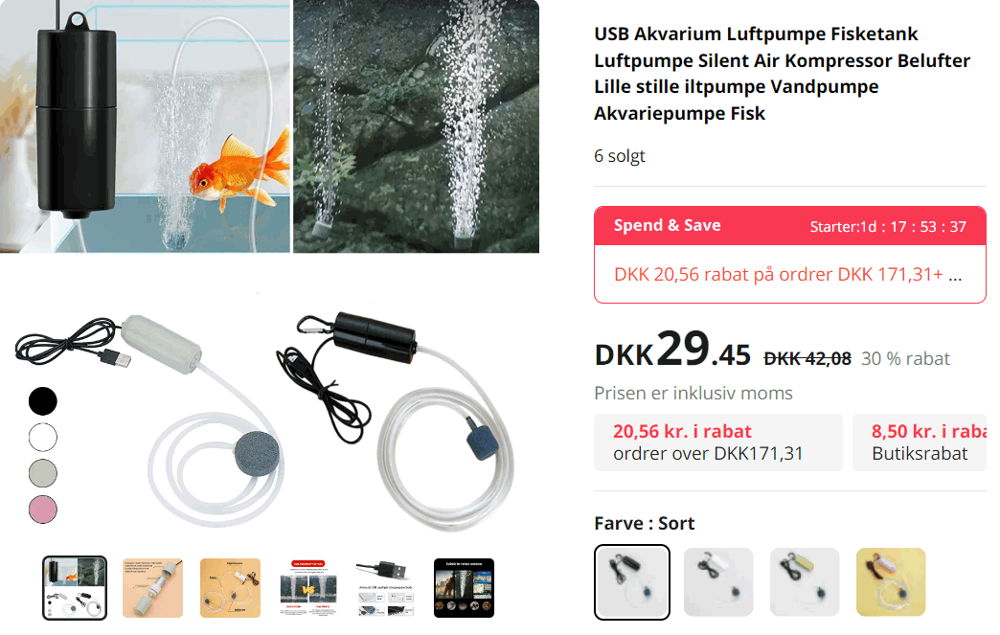 USB Akvarium Luftpumpe Fisketank
Luftpumpe Silent Air Kompressor Belufter
Lille stille iltpumpe Vandpumpe
Akvariepumpe Fisk
6 solgt
Spend & Save
Starter:1d : 17 : 53 : 37
DKK 20,56 rabat på ordrer DKK 171,31+ ...
DKK29.45 DKK 42,08 30 % rabat
Prisen er inklusiv moms
20,56 kr. i rabat
ordrer over DKK171,31
8,50 kr. i raba
Butiksrabat
Farve : Sort
VS